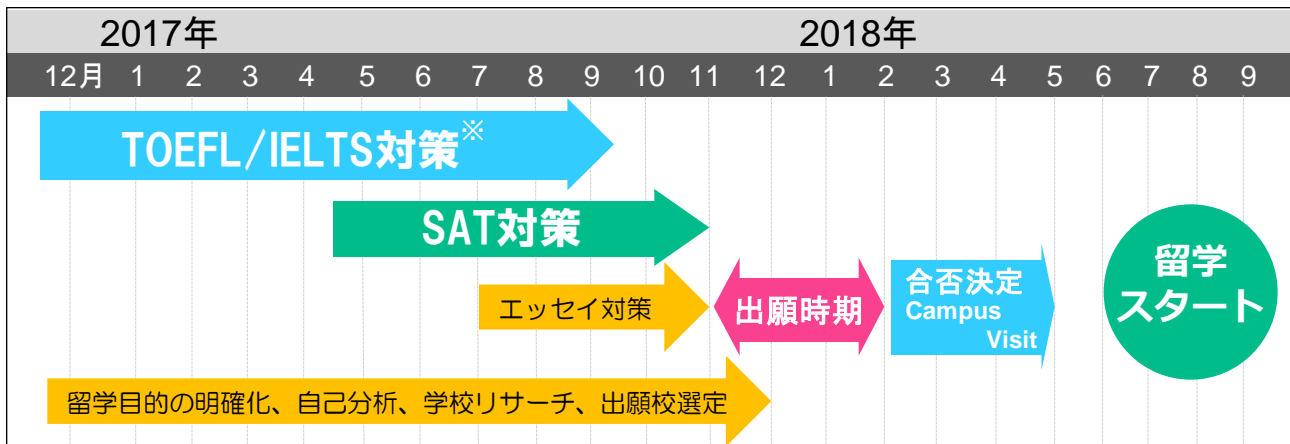 2017年 2018年
12月 1 2 3 4 5 6 7 8 9 10 11 12 1 2 3 4 5 6 7 8 9
TOEFL/IELTS対策※
SAT対策
エッセイ対策
出願時期
合否決定
Campus
Visit
留学
スタート
留学目的の明確化、自己分析、学校リサーチ、出願校選定